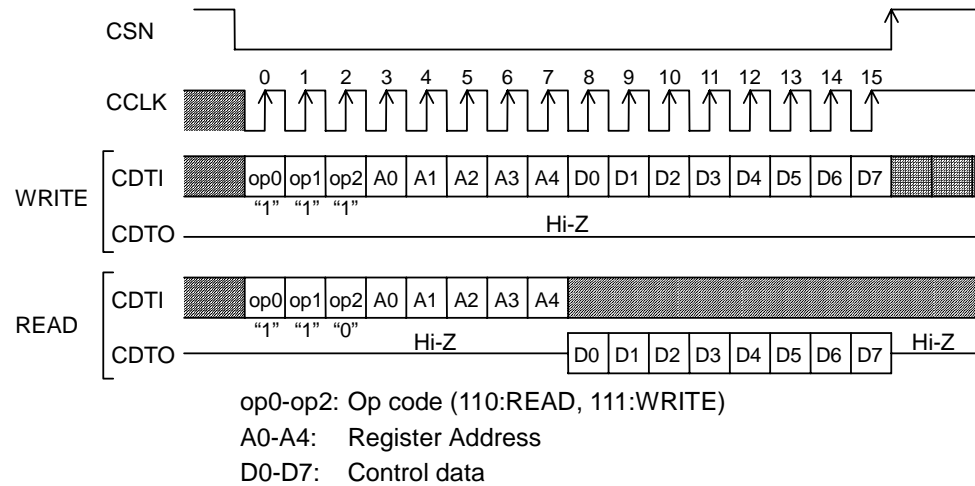 CSN
0 1 2 3 4 5 6 7 8 9 10 11 12 13 14 15
CCLK
WRITE
CDTI op0 op1 op2 A0 A1 A2 A3 A4 D0 D1 D2 D3 D4 D5 D6 D7
“1” “1” “1”
Hi-Z
CDTO
READ
CDTI op0 op1 op2 A0 A1 A2 A3 A4
“1” “1” “0”
Hi-Z
CDTO D0 D1 D2 D3 D4 D5 D6 D7 Hi-Z
op0-op2: Op code (110:READ, 111:WRITE)
A0-A4: Register Address
D0-D7: Control data